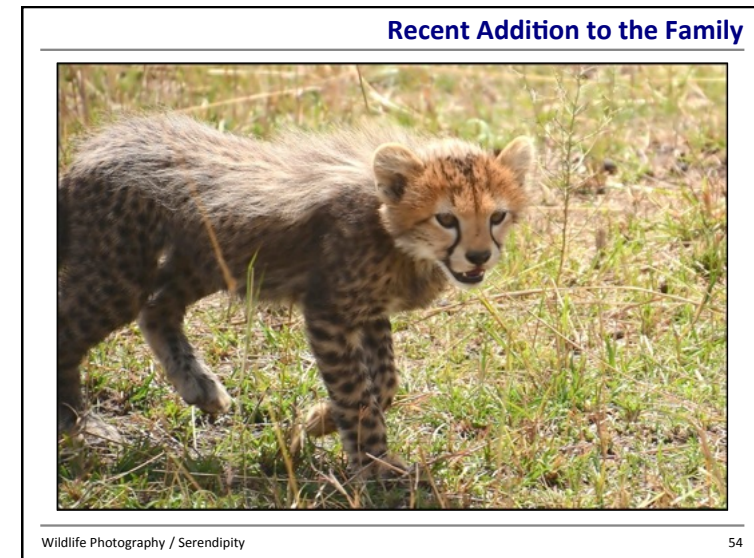 Recent Addition to the Family
Wildlife Photography / Serendipity
54